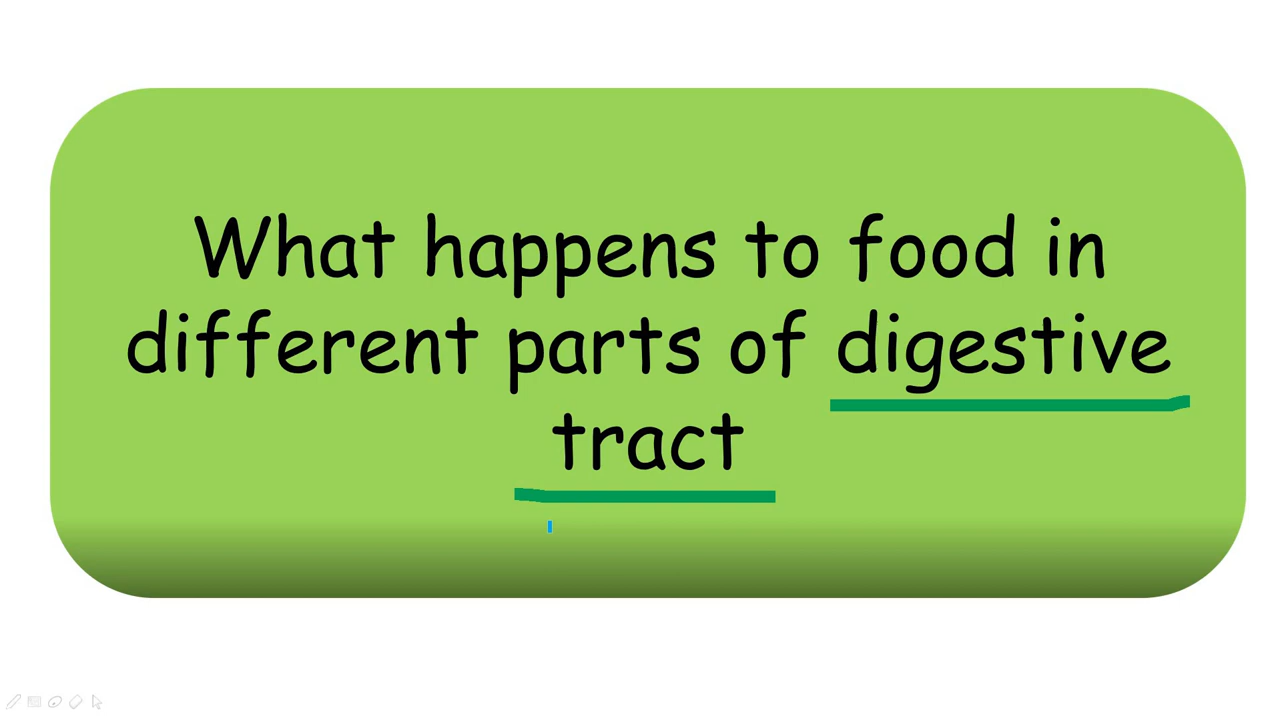 What happens to food in
different parts of digestive
tract